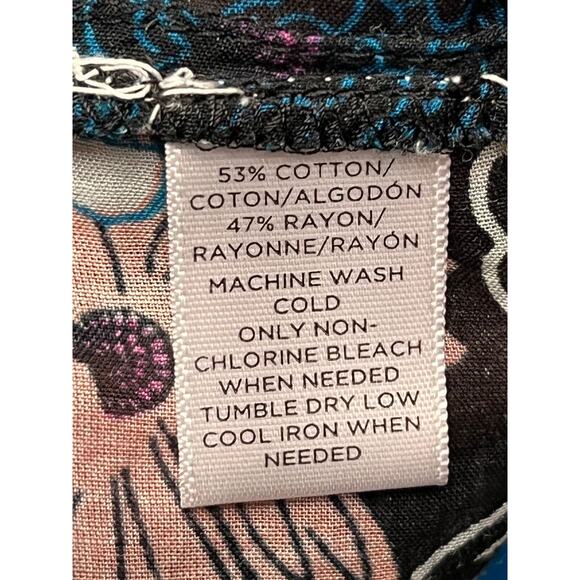 53% COTTON/
COTON/ALGODÓN
47% RAYON/
RAYONNE/RAYÓN
MACHINE WASH
COLD
ONLY NON-
CHLORINE BLEACH
WHEN NEEDED
TUMBLE DRY LOW
COOL IRON WHEN
NEEDED